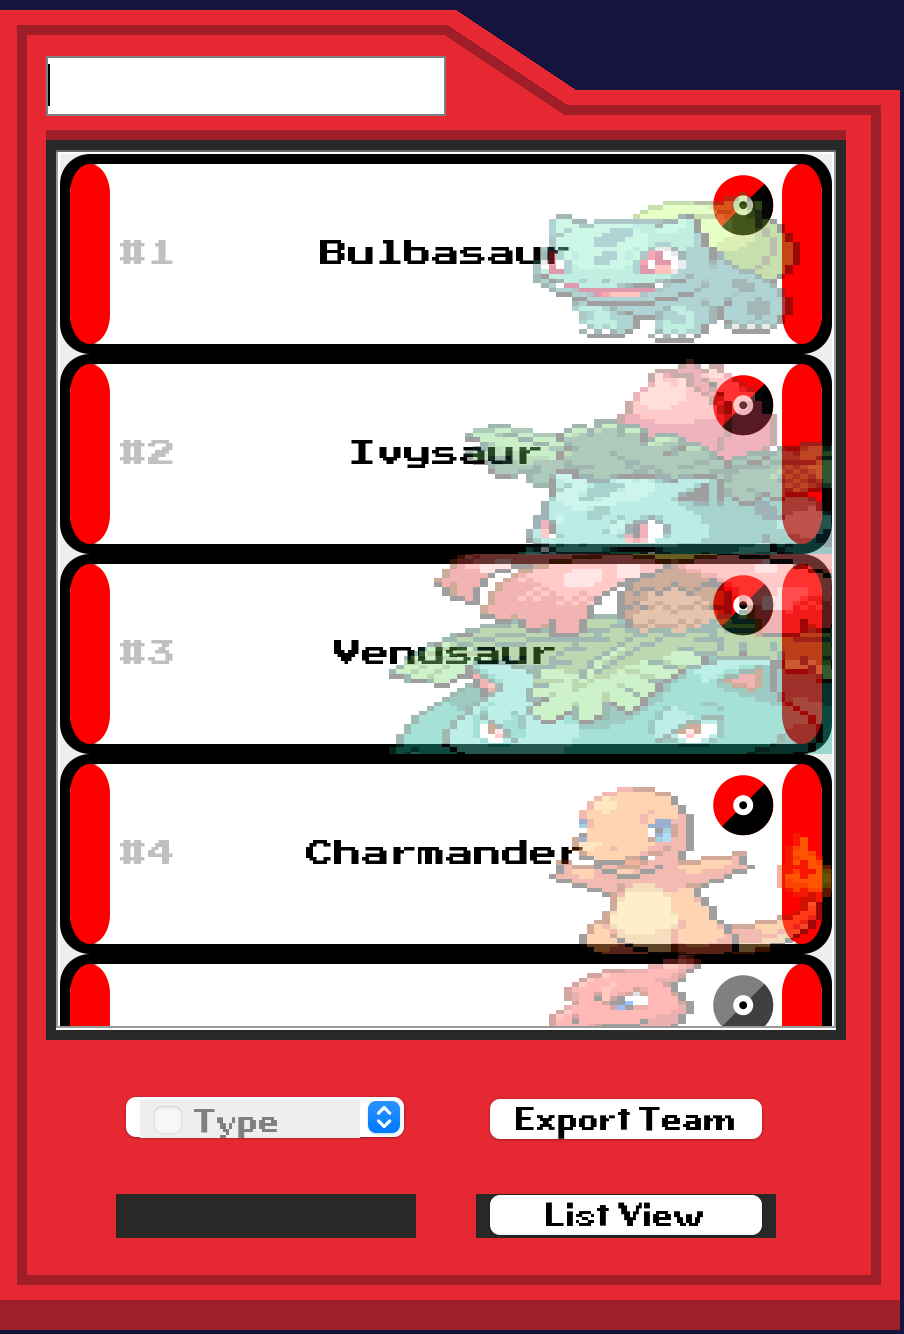 #1
Bulbasaur
#2
Ivysaur
#3
Venusaur
#4
Charmander
Type
Export Team
List View